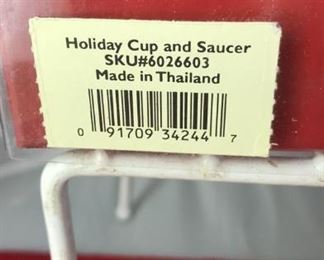 Holiday Cup and Saucer
SKU#6026603
Made in Thailand
0 91709 34244 7